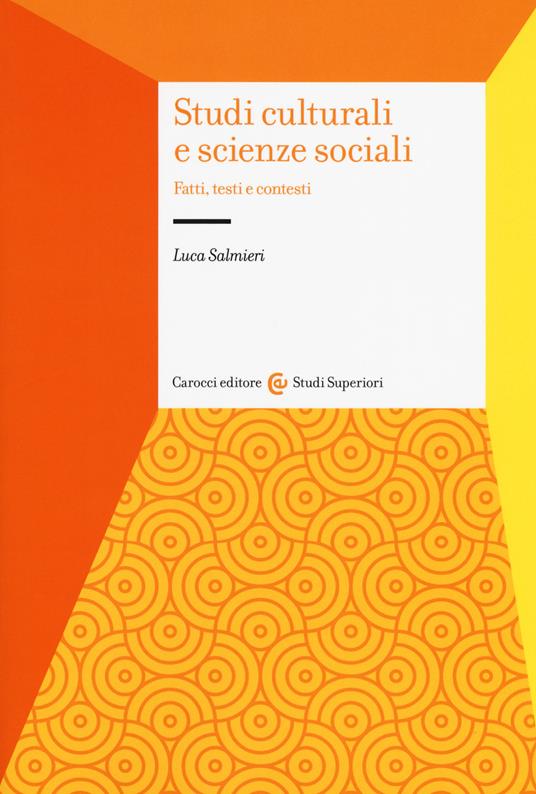 Studi culturali
e scienze sociali
Fatti, testi e contesti
Luca Salmieri
Carocci editore Studi Superiori